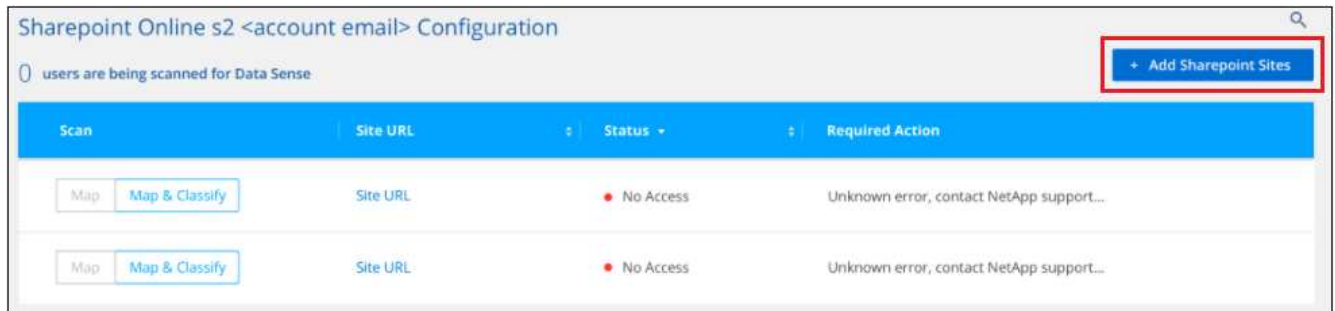 Sharepoint Online s2 <account email> Configuration
0 users are being scanned for Data Sense
+ Add Sharepoint Sites
Scan Site URL Status Required Action
Map Map & Classify Site URL No Access Unknown error, contact NetApp support...
Map Map & Classify Site URL No Access Unknown error, contact NetApp support...